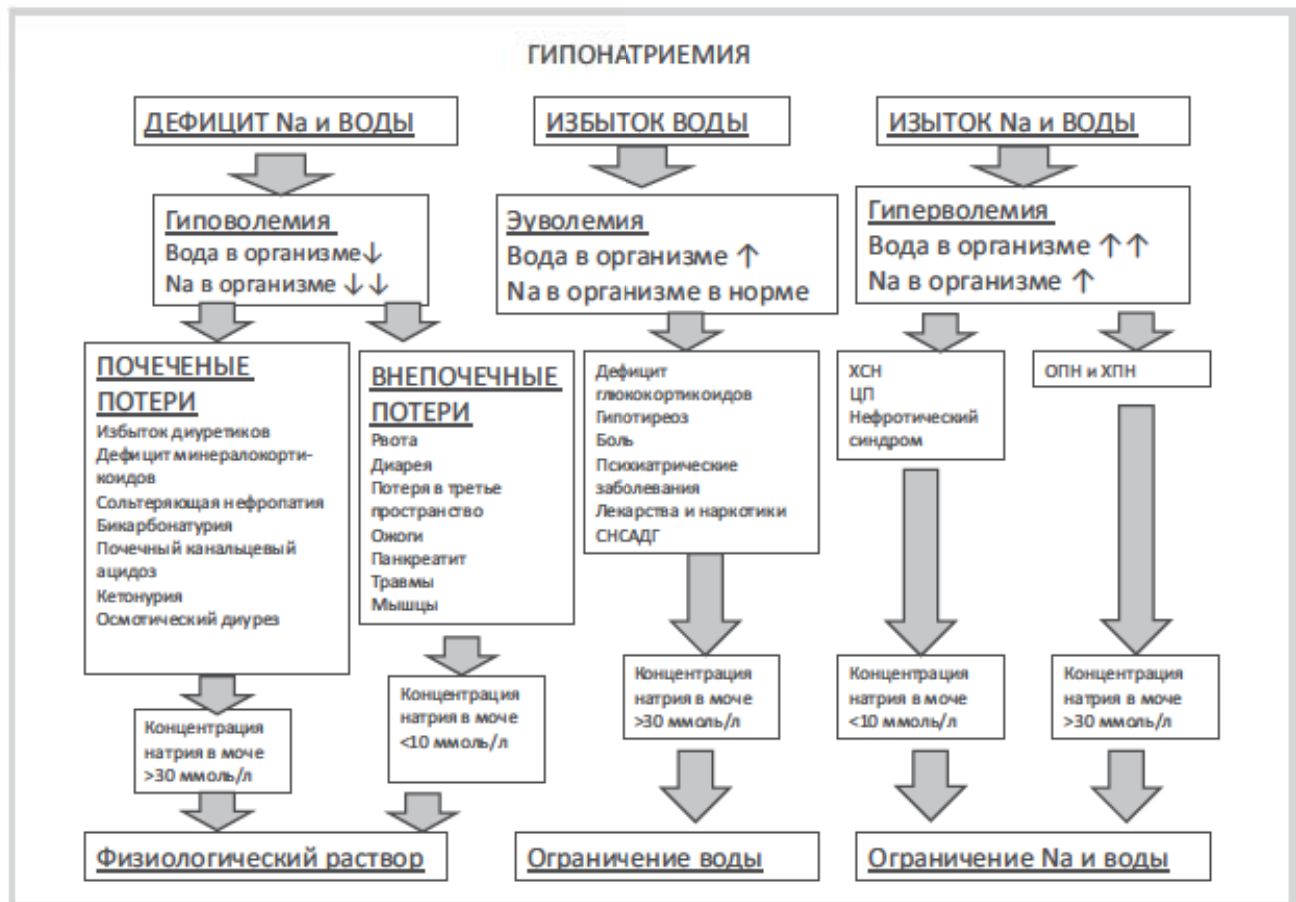 ГИПОНАТРИЕМИЯ
ДЕФИЦИТ Na и ВОДЫ
ИЗБЫТОК ВОДЫ
ИЗЫТОК Na и ВОДЫ
Гиповолемия
Вода в организме↓
Na в организме ↓↓
Эуволемия
Вода в организме ↑
Na в организме в норме
Гиперволемия
Вода в организме ↑↑
Na в организме ↑
ПОЧЕЧЕНЫЕ
ПОТЕРИ
Избыток диуретиков
Дефицит минералокорти-
коидов
Сольтеряющая нефропатия
Бикарбонатурия
Почечный канальцевый
ацидоз
Кетонурия
Осмотический диурез
ВНЕПОЧЕЧНЫЕ
ПОТЕРИ
Рвота
Диарея
Потеря в третье
пространство
Ожоги
Панкреатит
Травмы
Мышцы
Дефицит
глюкокортикоидов
Гипотиреоз
Боль
Психиатрические
заболевания
Лекарства и наркотики
СНСАДГ
ХСН
ЦП
Нефротический
синдром
ОПН и ХПН
Концентрация
натрия в моче
>30 ммоль/л
Концентрация
натрия в моче
<10 ммоль/л
Концентрация
натрия в моче
>30 ммоль/л
Концентрация
натрия в моче
<10 ммоль/л
Концентрация
натрия в моче
>30 ммоль/л
Физиологический раствор
Ограничение воды
Ограничение Na и воды